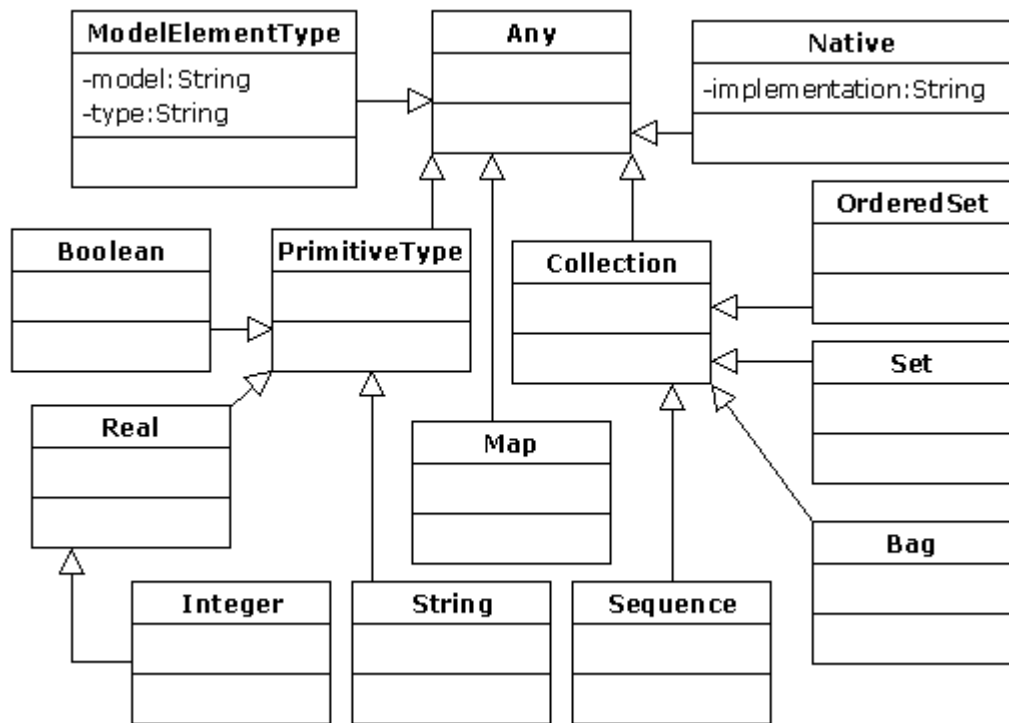 ModelElementType
-model:String
-type:String
Any
Native
-implementation:String
Boolean
PrimitiveType
Collection
OrderedSet
Real
Map
Set
Integer
String
Sequence
Bag